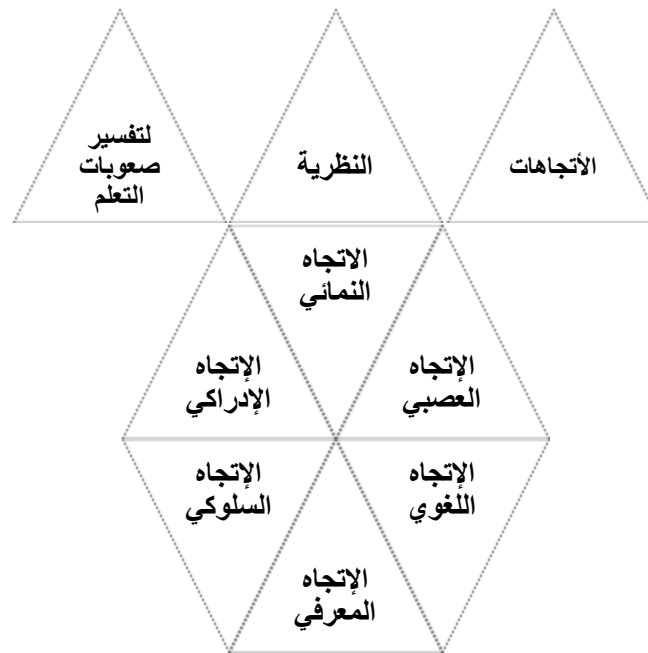 الأتجاهات
النظرية
لتفسير
صعوبات
التعلم
الاتجاه
النمائي
الإتجاه
العصبي
الإتجاه
الإدراكي
الإتجاه
اللغوي
الإتجاه
السلوكي
الإتجاه
المعرفي